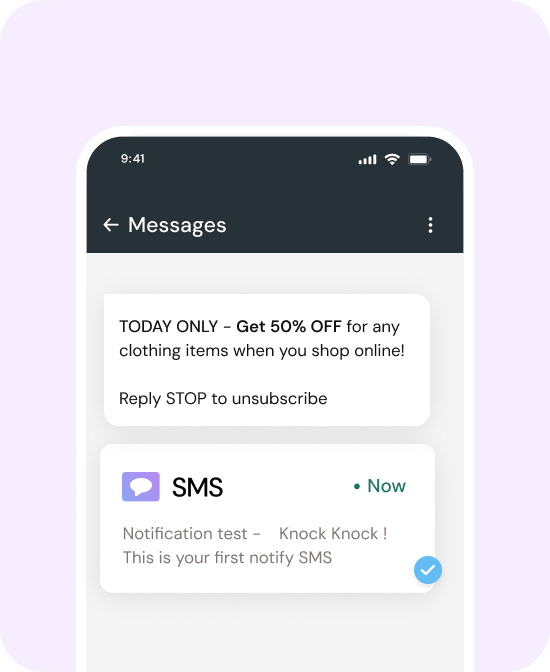 9:41
Messages
TODAY ONLY - Get 50% OFF for any
clothing items when you shop online!
Reply STOP to unsubscribe
SMS
• Now
Notification test - Knock Knock !
This is your first notify SMS